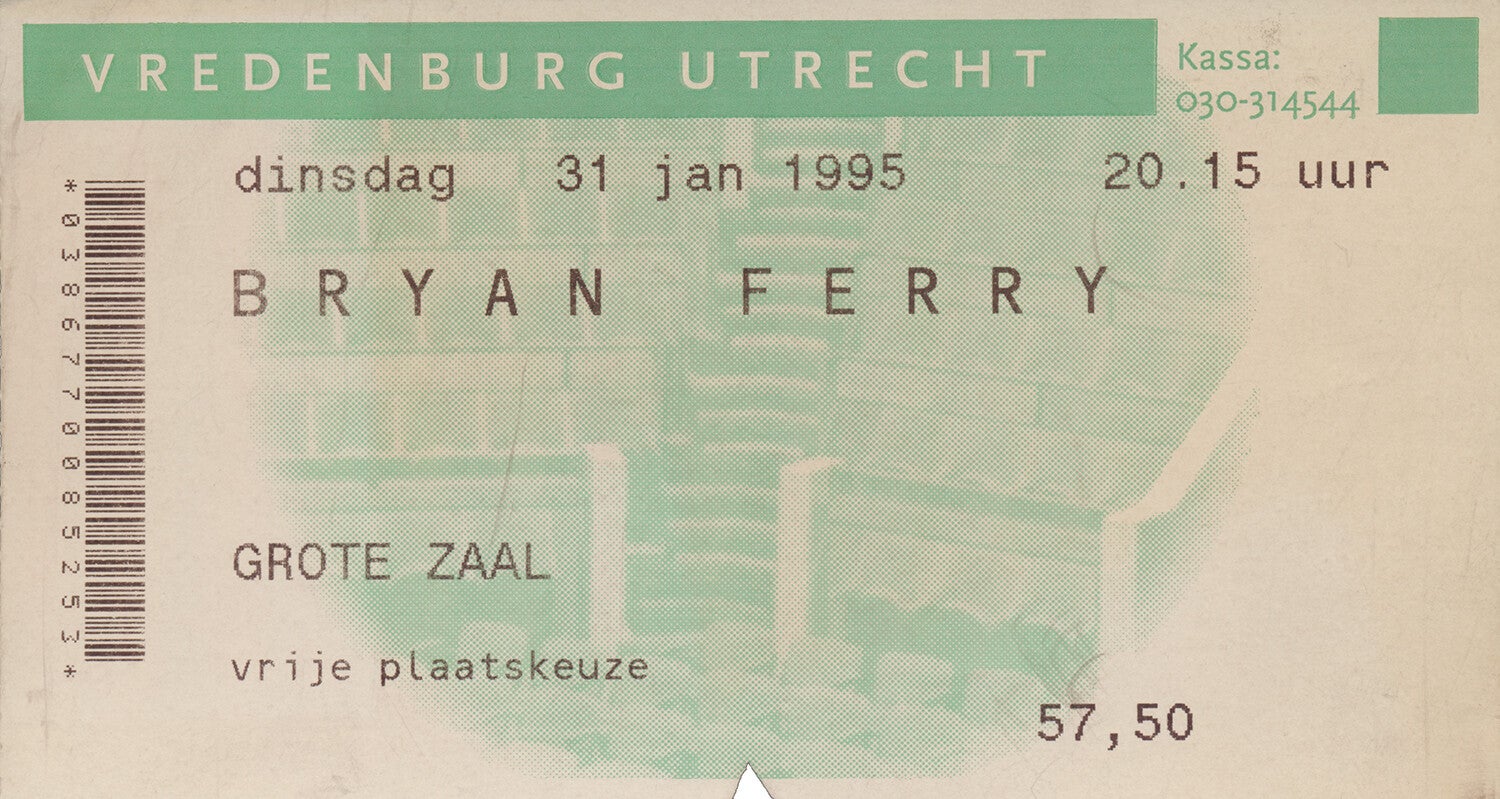 VREDENBURG UTRECHT
Kassa:
030-314544
dinsdag 31 jan 1995 20.15 uur
BRYAN FERRY
GROTE ZAAL
vrije plaatskeuze
57,50
*0386770085253*